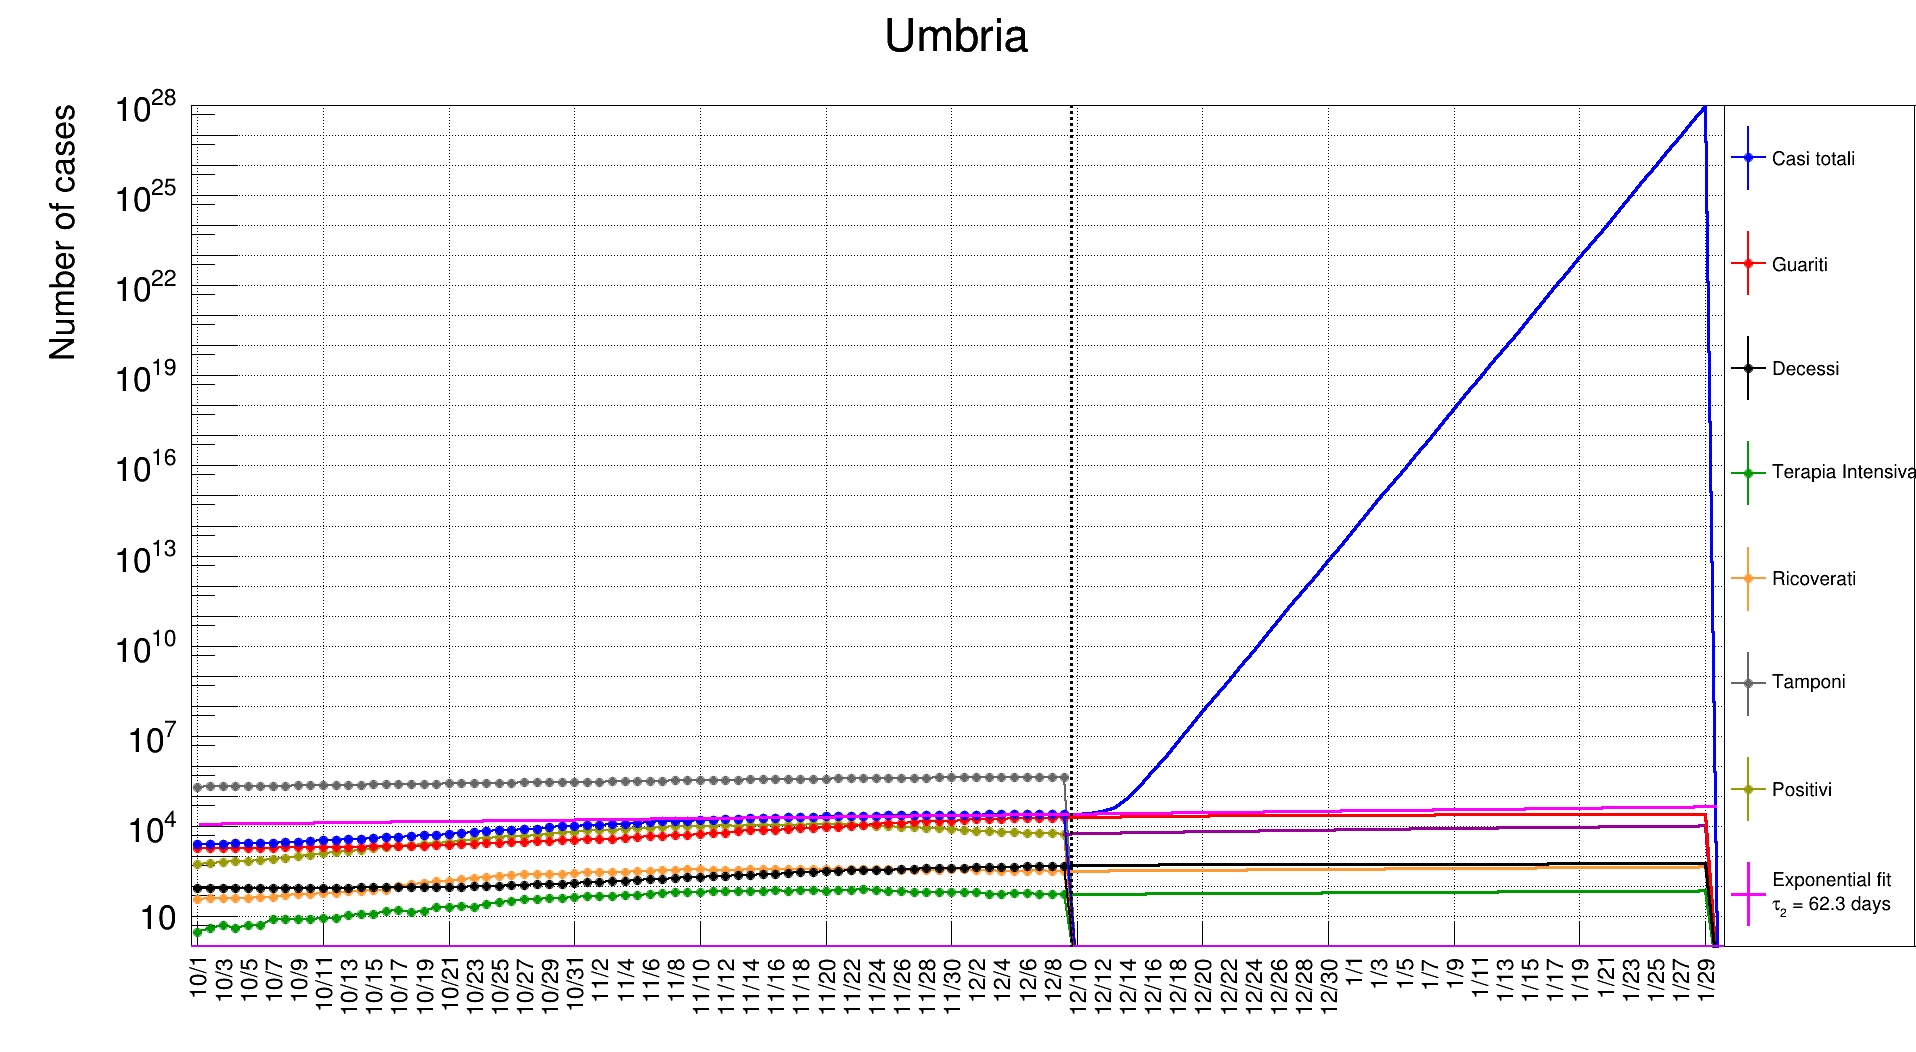 Umbria
Number of cases
10^28
10^25
10^22
10^19
10^16
10^13
10^10
10^7
10^4
10
10/1 10/3 10/5 10/7 10/9 10/11 10/13 10/15 10/17 10/19 10/21 10/23 10/25 10/27 10/29 10/31 11/2 11/4 11/6 11/8 11/10 11/12 11/14 11/16 11/18 11/20 11/22 11/24 11/26 11/28 11/30 12/2 12/4 12/6 12/8 12/10 12/12 12/14 12/16 12/18 12/20 12/22 12/24 12/26 12/28 12/30 1/1 1/3 1/5 1/7 1/9 1/11 1/13 1/15 1/17 1/19 1/21 1/23 1/25 1/27 1/29
Casi totali
Guariti
Decessi
Terapia Intensiva
Ricoverati
Tamponi
Positivi
Exponential fit
τ_2 = 62.3 days